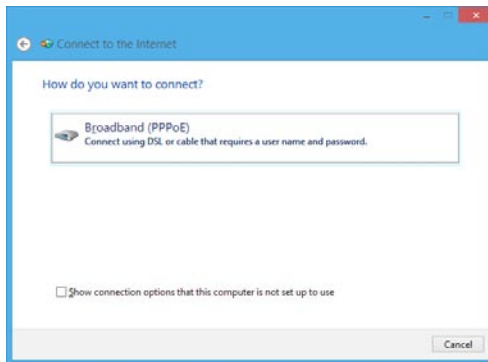 Connect to the Internet
How do you want to connect?
Broadband (PPPoE)
Connect using DSL or cable that requires a user name and password.
Show connection options that this computer is not set up to use
Cancel